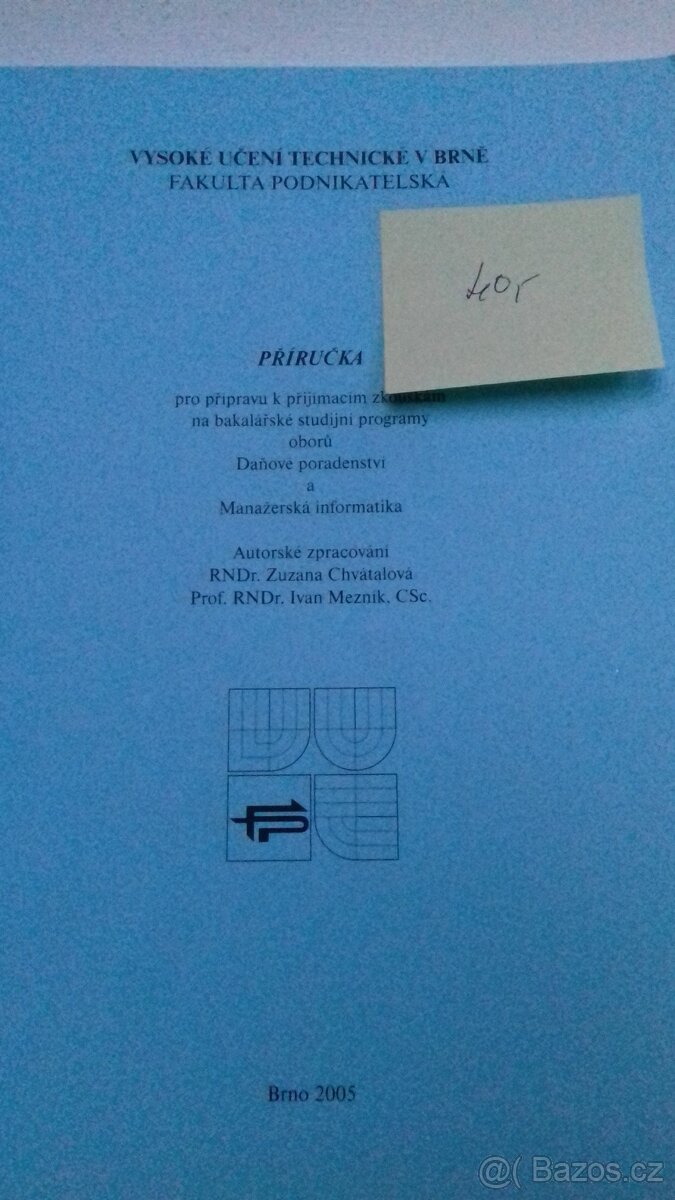 VYSOKÉ UČENÍ TECHNICKÉ V BRNĚ
FAKULTA PODNIKATELSKÁ
PŘÍRUČKA
pro přípravu k přijímacím zkouškám
na bakalářské studijní programy
oborů
Daňové poradenství
a
Manažerská informatika
Autorské zpracování
RNDr. Zuzana Chvátalová
Prof. RNDr. Ivan Mezník, CSc.
Brno 2005
@( Bazos.cz